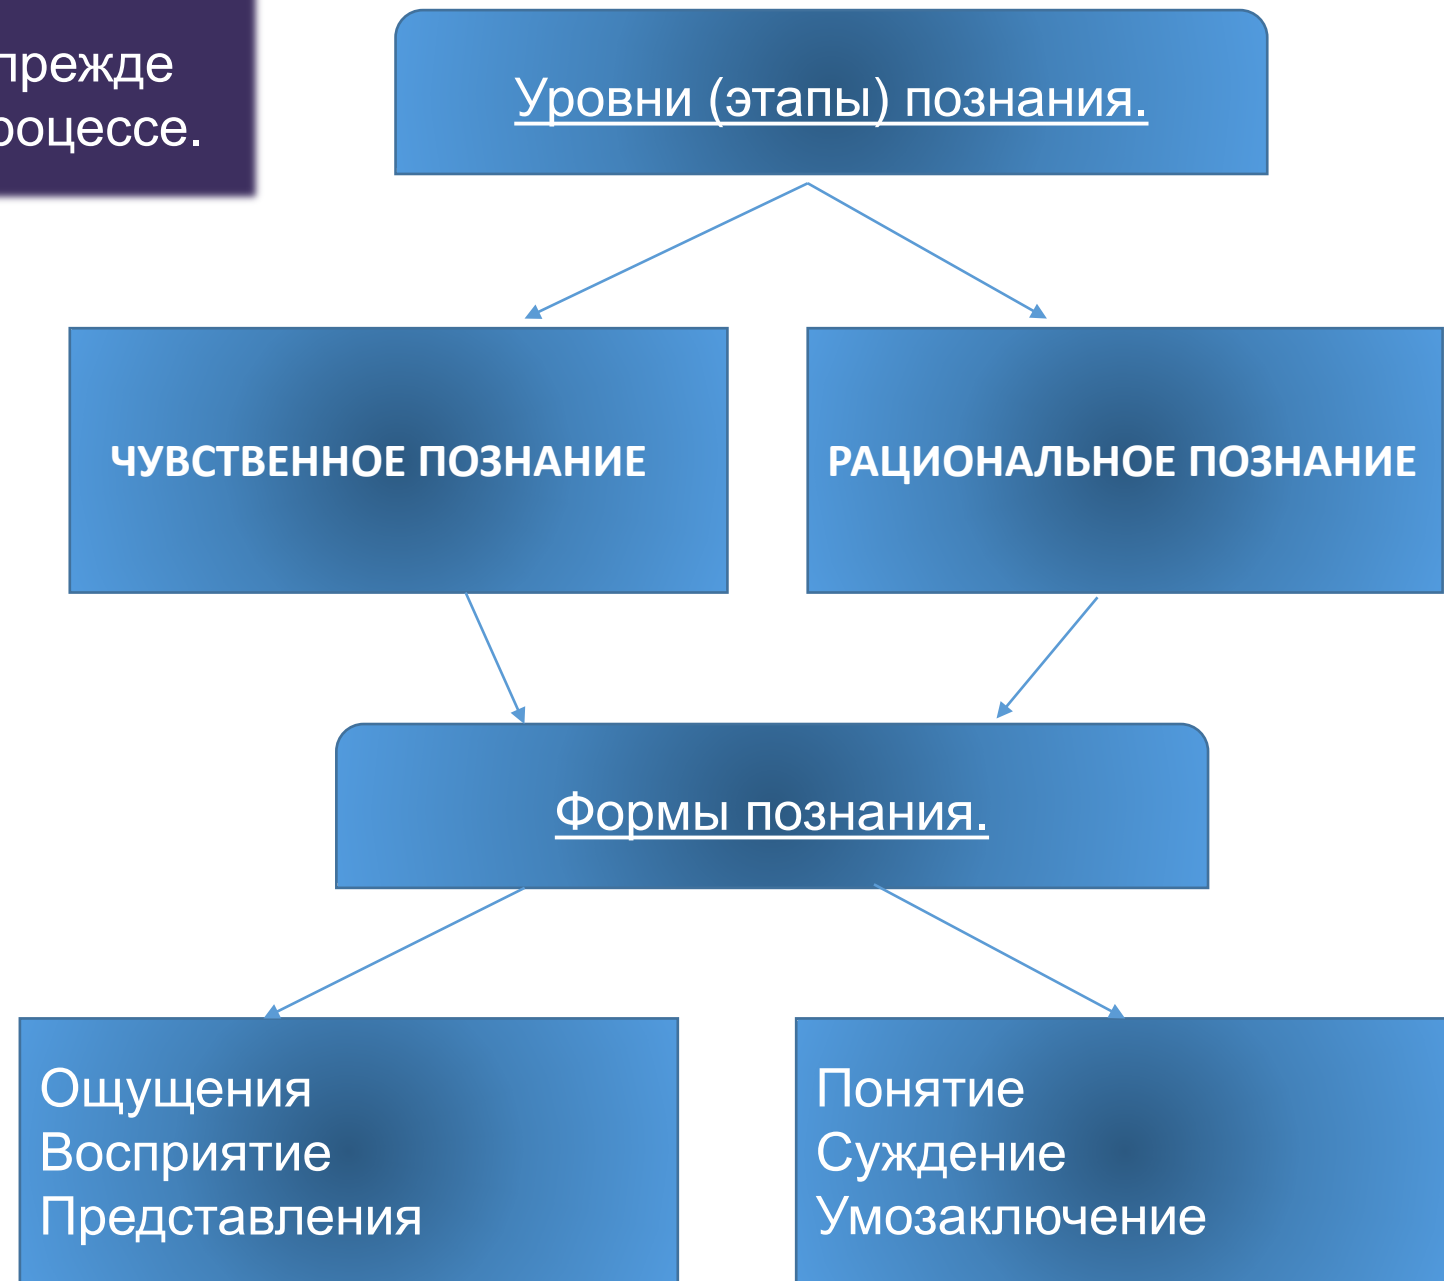 прежде
роцессе.
Уровни (этапы) познания.
ЧУВСТВЕННОЕ ПОЗНАНИЕ
РАЦИОНАЛЬНОЕ ПОЗНАНИЕ
Формы познания.
Ощущения
Восприятие
Представления
Понятие
Суждение
Умозаключение